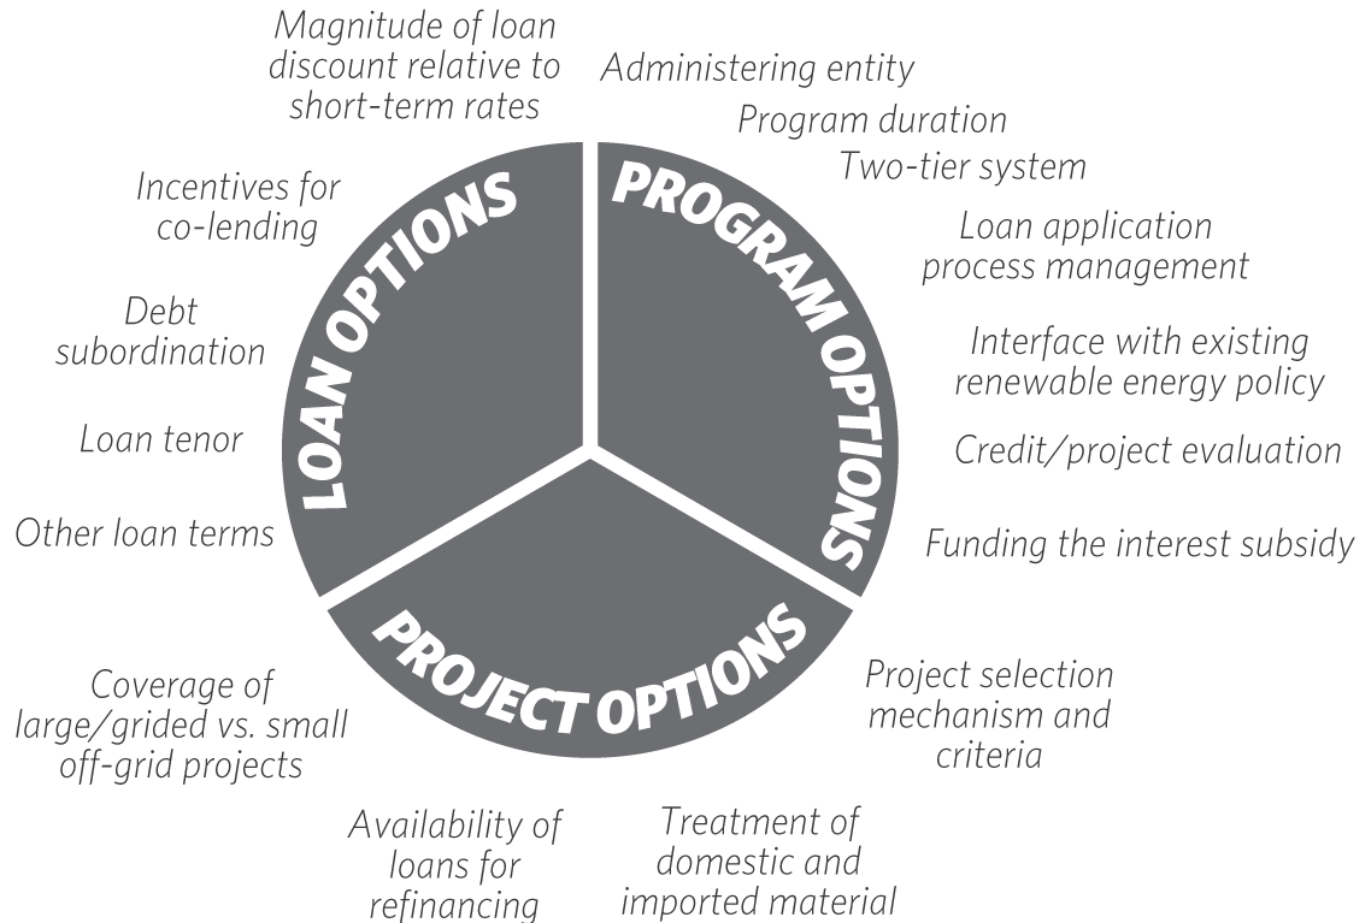 Magnitude of loan
discount relative to
short-term rates
Incentives for
co-lending
Debt
subordination
Loan tenor
Other loan terms
LOAN OPTIONS
Administering entity
Program duration
Two-tier system
Loan application
process management
Interface with existing
renewable energy policy
Credit/project evaluation
Funding the interest subsidy
PROGRAM OPTIONS
PROJECT OPTIONS
Project selection
mechanism and
criteria
Treatment of
domestic and
imported material
Availability of
loans for
refinancing
Coverage of
large/grided vs. small
off-grid projects